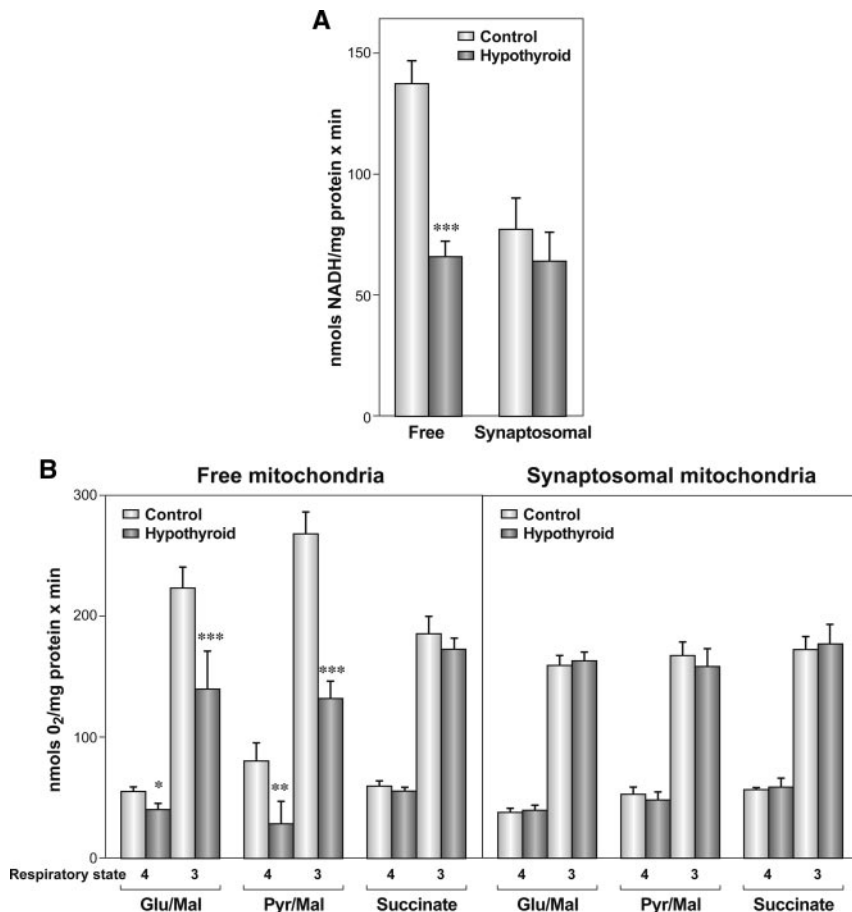 A
Control
Hypothyroid
150
100
50
0
nmols NADH/mg protein x min
***
Free Synaptosomal
B
Free mitochondria Synaptosomal mitochondria
300
200
100
0
nmols 0₂/mg protein x min
Control
Hypothyroid
Control
Hypothyroid
* *** ** ***
Respiratory state 4 3 4 3 4 3 4 3 4 3 4 3
Glu/Mal Pyr/Mal Succinate Glu/Mal Pyr/Mal Succinate